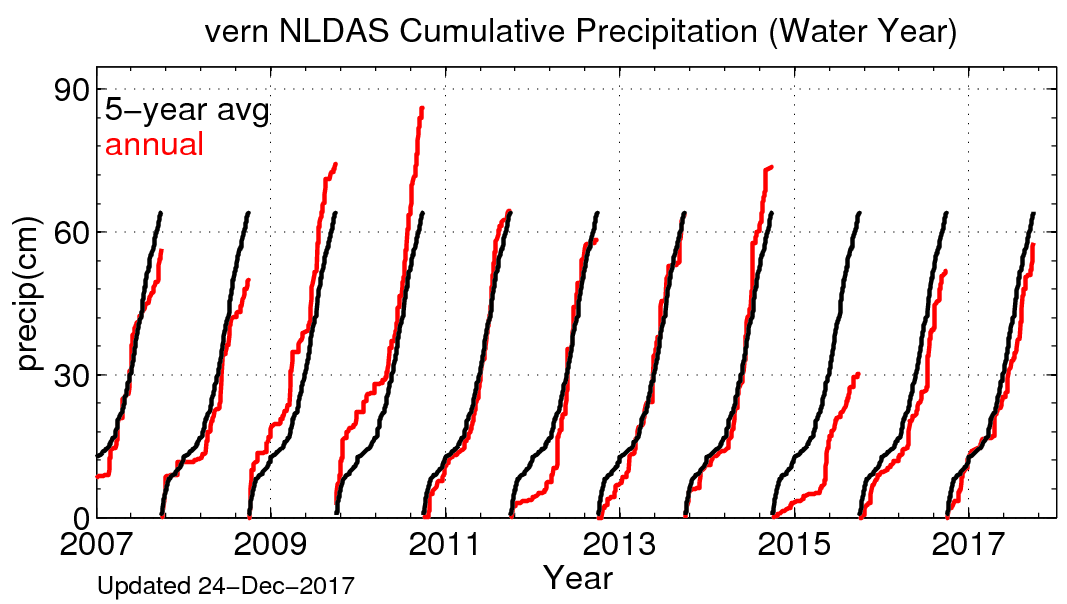 vern NLDAS Cumulative Precipitation (Water Year)
90
5−year avg
annual
60
precip(cm)
30
0
2007 2009 2011 2013 2015 2017
Year
Updated 24−Dec−2017